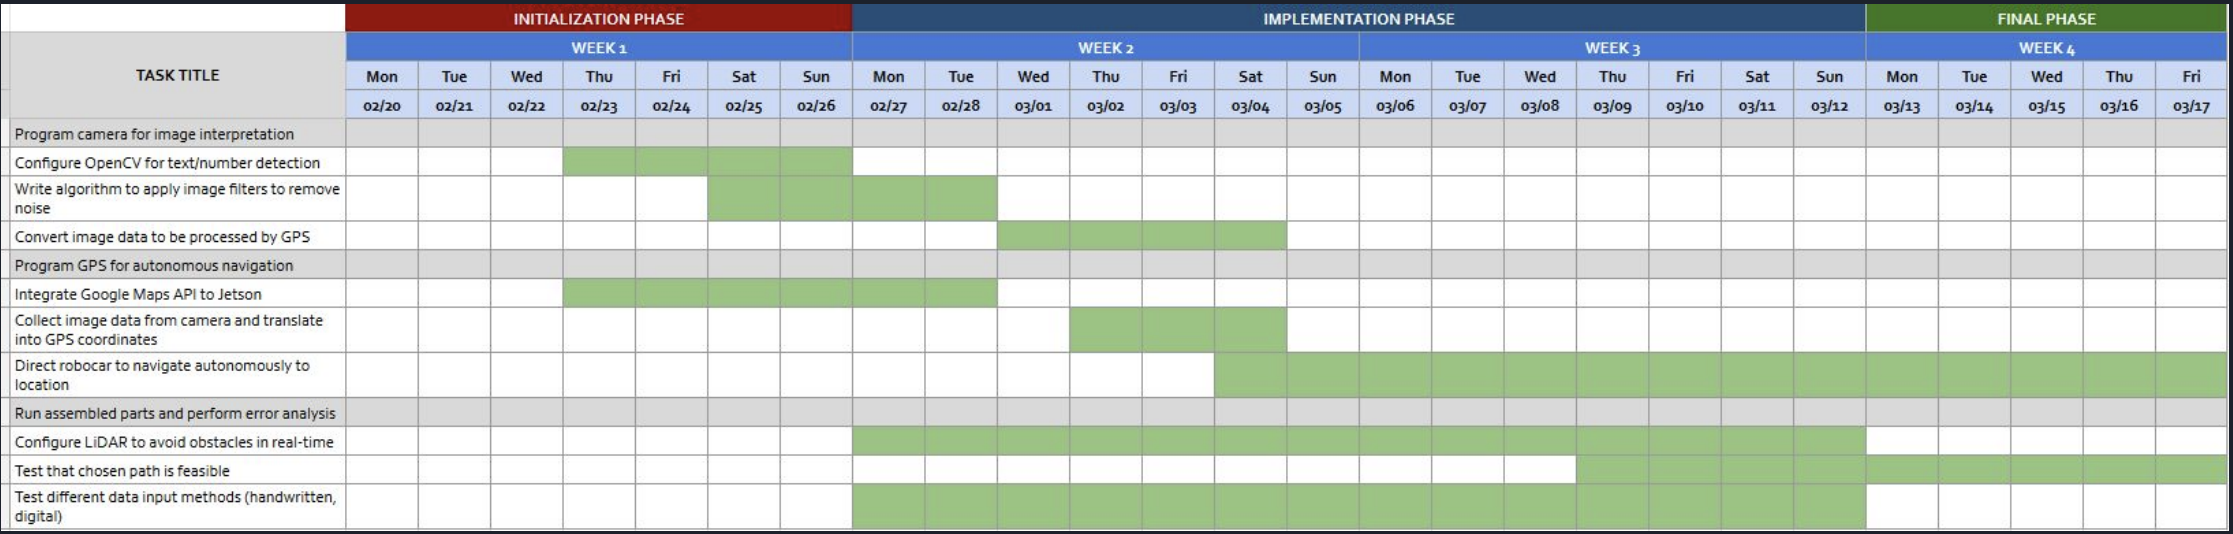 INITIALIZATION PHASE IMPLEMENTATION PHASE FINAL PHASE
WEEK 1 WEEK 2 WEEK 3 WEEK 4
TASK TITLE
Mon Tue Wed Thu Fri Sat Sun Mon Tue Wed Thu Fri Sat Sun Mon Tue Wed Thu Fri Sat Sun Mon Tue Wed Thu Fri
02/20 02/21 02/22 02/23 02/24 02/25 02/26 02/27 02/28 03/01 03/02 03/03 03/04 03/05 03/06 03/07 03/08 03/09 03/10 03/11 03/12 03/13 03/14 03/15 03/16 03/17
Program camera for image interpretation
Configure OpenCV for text/number detection
Write algorithm to apply image filters to remove
noise
Convert image data to be processed by GPS
Program GPS for autonomous navigation
Integrate Google Maps API to Jetson
Collect image data from camera and translate
into GPS coordinates
Direct robocar to navigate autonomously to
location
Run assembled parts and perform error analysis
Configure LiDAR to avoid obstacles in real-time
Test that chosen path is feasible
Test different data input methods (handwritten,
digital)